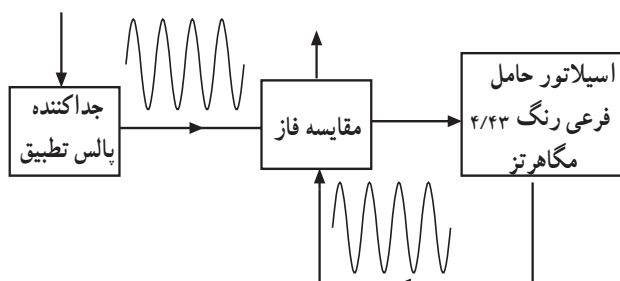 جداکننده
پالس تطبیق
مقایسه فاز
اسیلاتور حامل
فرعی رنگ ۴/۴۳
مگاهرتز